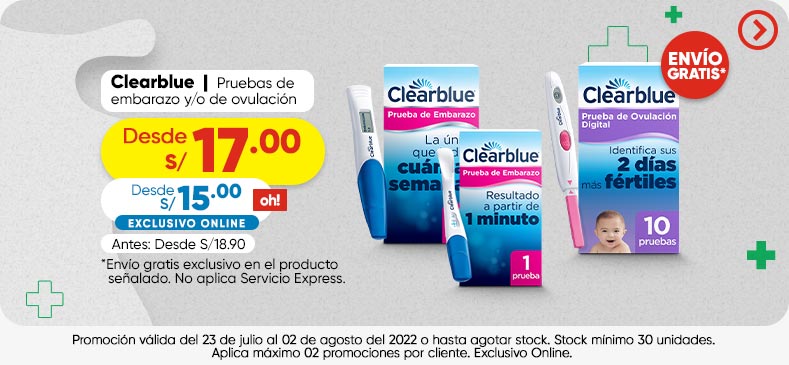 Clearblue | Pruebas de
embarazo y/o de ovulación
Desde
S/ 17.00
Desde
S/ 15.00
oh!
EXCLUSIVO ONLINE
Antes: Desde S/18.90
*Envío gratis exclusivo en el producto
señalado. No aplica Servicio Express.
Clearblue
Prueba de Embarazo
La ún
que
cuán
sema
Clearblue
Prueba de Embarazo
Resultado
a partir de
1 minuto
1
prueba
ENVÍO
GRATIS*
Clearblue
Prueba de Ovulación
Digital
Identifica sus
2 días
más fértiles
10
pruebas
Promoción válida del 23 de julio al 02 de agosto del 2022 o hasta agotar stock. Stock mínimo 30 unidades.
Aplica máximo 02 promociones por cliente. Exclusivo Online.